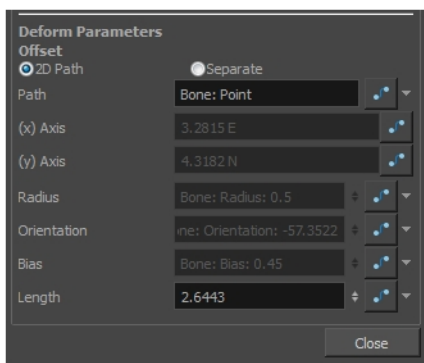 Deform Parameters
Offset
2D Path Separate
Path Bone: Point
(x) Axis 3.2815 E
(y) Axis 4.3182 N
Radius Bone: Radius: 0.5
Orientation one: Orientation: -57.3522
Bias Bone: Bias: 0.45
Length 2.6443
Close